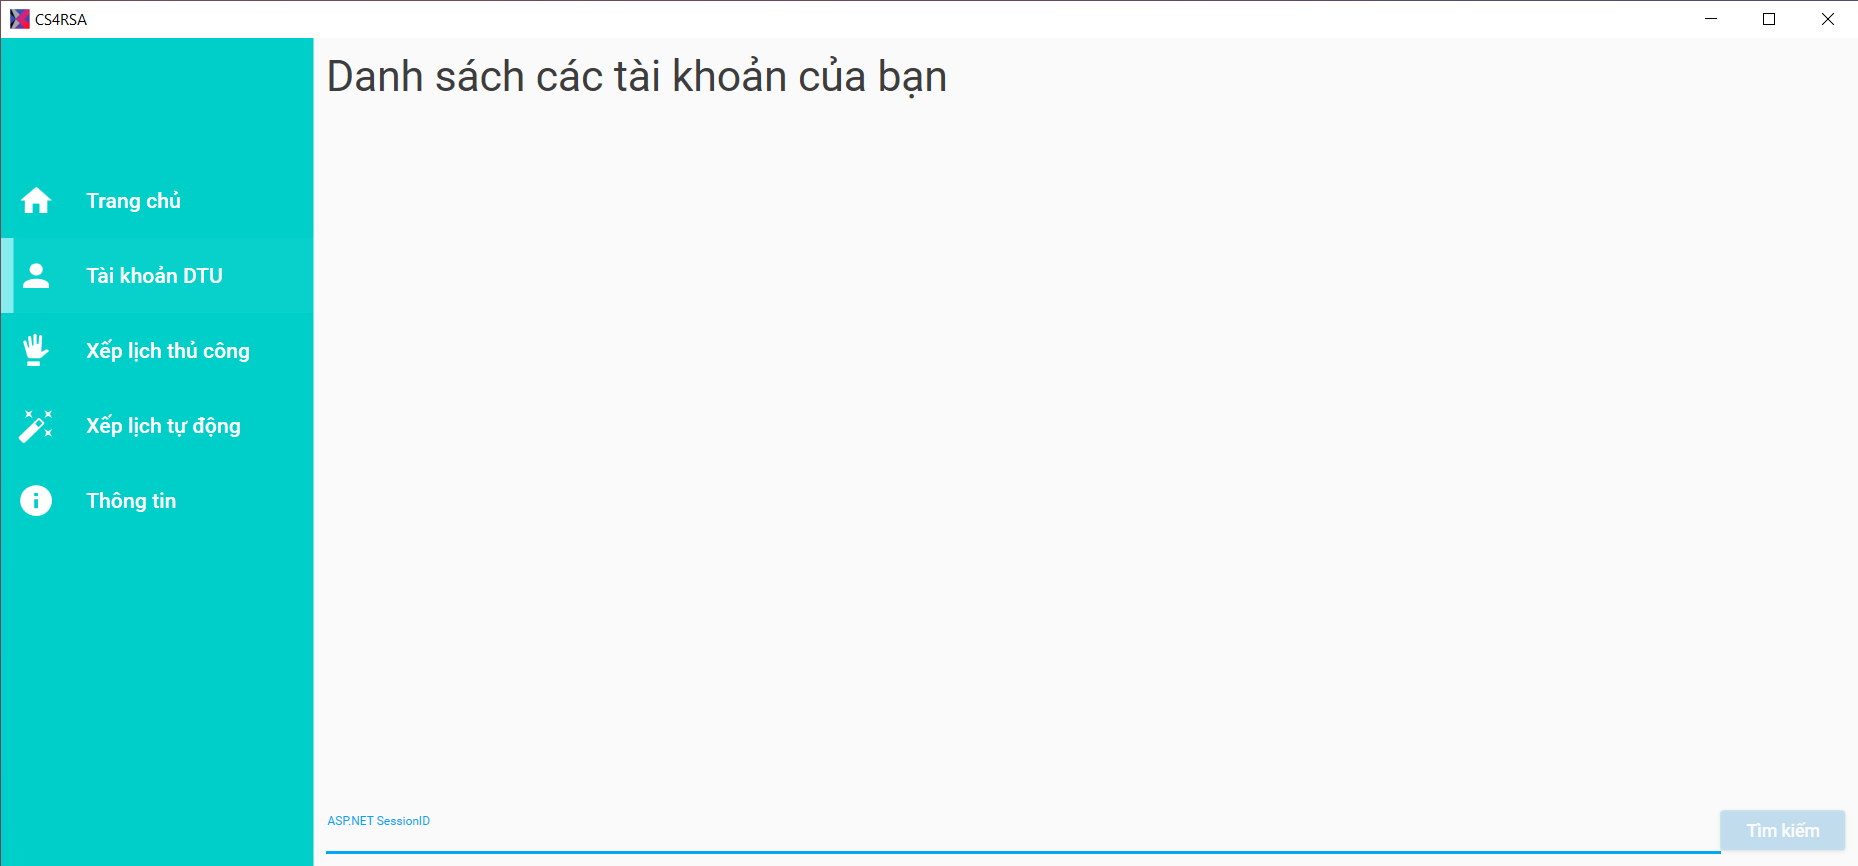 CS4RSA
Danh sách các tài khoản của bạn
Trang chủ
Tài khoản DTU
Xếp lịch thủ công
Xếp lịch tự động
Thông tin
ASP.NET SessionID
Tìm kiếm